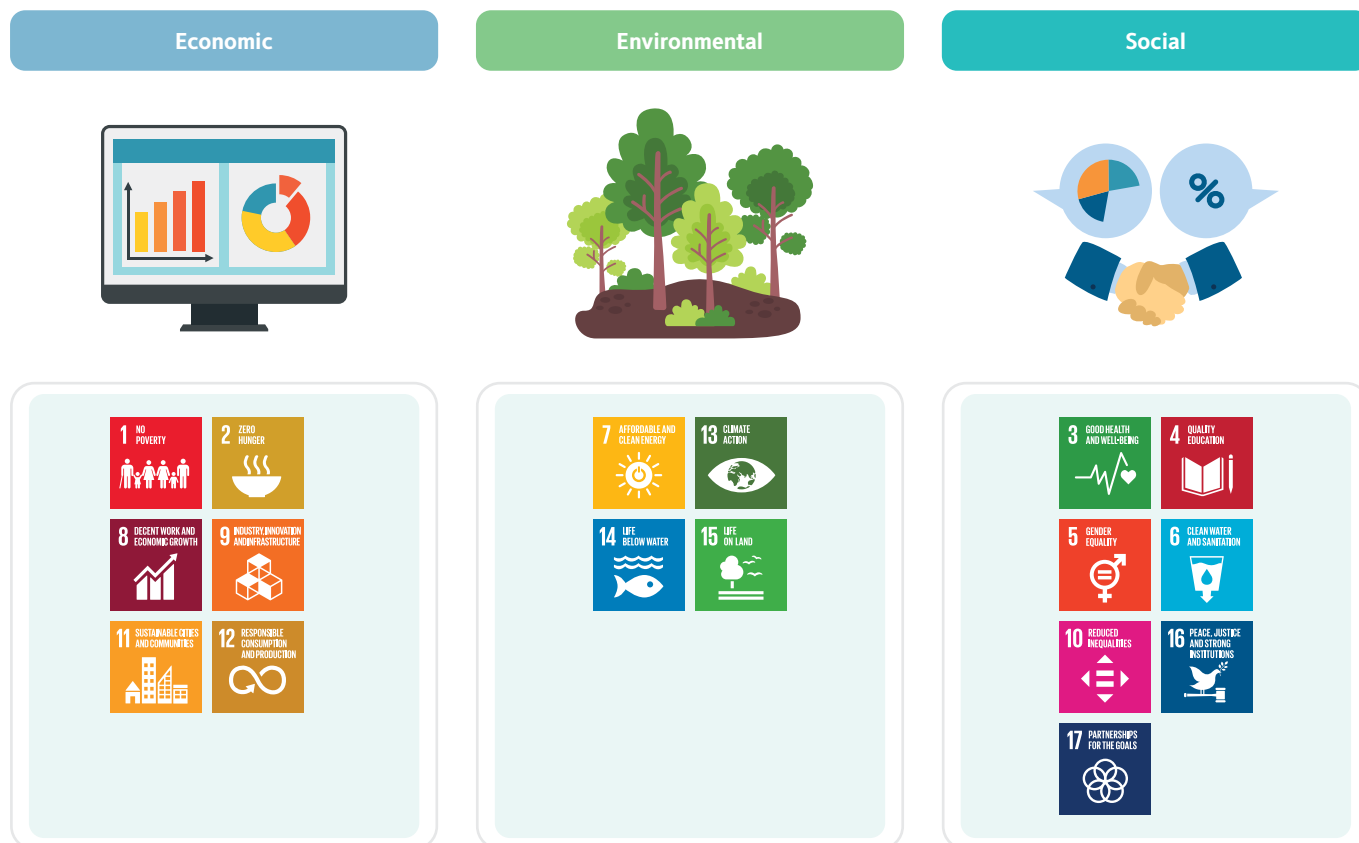 Economic
Environmental
Social
%
1 NO
POVERTY
2 ZERO
HUNGER
8 DECENT WORK AND
ECONOMIC GROWTH
9 INDUSTRY, INNOVATION
AND INFRASTRUCTURE
11 SUSTAINABLE CITIES
AND COMMUNITIES
12 RESPONSIBLE
CONSUMPTION
AND PRODUCTION
7 AFFORDABLE AND
CLEAN ENERGY
13 CLIMATE
ACTION
14 LIFE
BELOW WATER
15 LIFE
ON LAND
3 GOOD HEALTH
AND WELL-BEING
4 QUALITY
EDUCATION
5 GENDER
EQUALITY
6 CLEAN WATER
AND SANITATION
10 REDUCED
INEQUALITIES
16 PEACE, JUSTICE
AND STRONG
INSTITUTIONS
17 PARTNERSHIPS
FOR THE GOALS